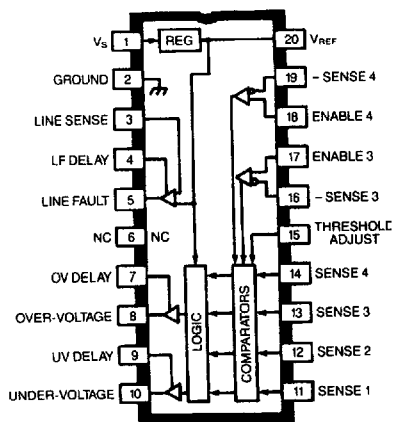 VS 1 REG 20 VREF
GROUND 2 19 – SENSE 4
LINE SENSE 3 18 ENABLE 4
LF DELAY 4 17 ENABLE 3
LINE FAULT 5 16 – SENSE 3
NC 6 NC 15 THRESHOLD ADJUST
OV DELAY 7 14 SENSE 4
OVER-VOLTAGE 8 13 SENSE 3
UV DELAY 9 12 SENSE 2
UNDER-VOLTAGE 10 11 SENSE 1
LOGIC
COMPARATORS